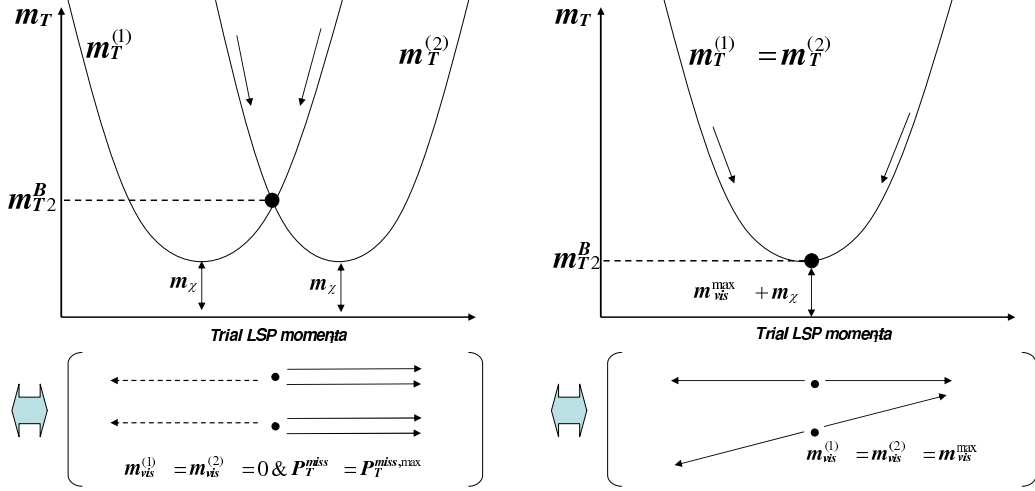 m_T
m_T^(1)
m_T^(2)
m_T2^B
m_χ
m_χ
Trial LSP momenta
m_vis^(1) = m_vis^(2) = 0 & P_T^miss = P_T^miss,max
m_T
m_T^(1) = m_T^(2)
m_T2^B
m_vis^max + m_χ
Trial LSP momenta
m_vis^(1) = m_vis^(2) = m_vis^max